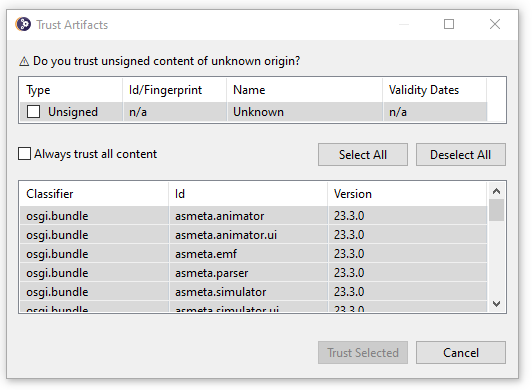 Trust Artifacts
Do you trust unsigned content of unknown origin?
Type Id/Fingerprint Name Validity Dates
Unsigned n/a Unknown n/a
Always trust all content Select All Deselect All
Classifier Id Version
osgi.bundle asmeta.animator 23.3.0
osgi.bundle asmeta.animator.ui 23.3.0
osgi.bundle asmeta.emf 23.3.0
osgi.bundle asmeta.parser 23.3.0
osgi.bundle asmeta.simulator 23.3.0
osgi.bundle asmeta.simulator.ui 23.3.0
Trust Selected Cancel